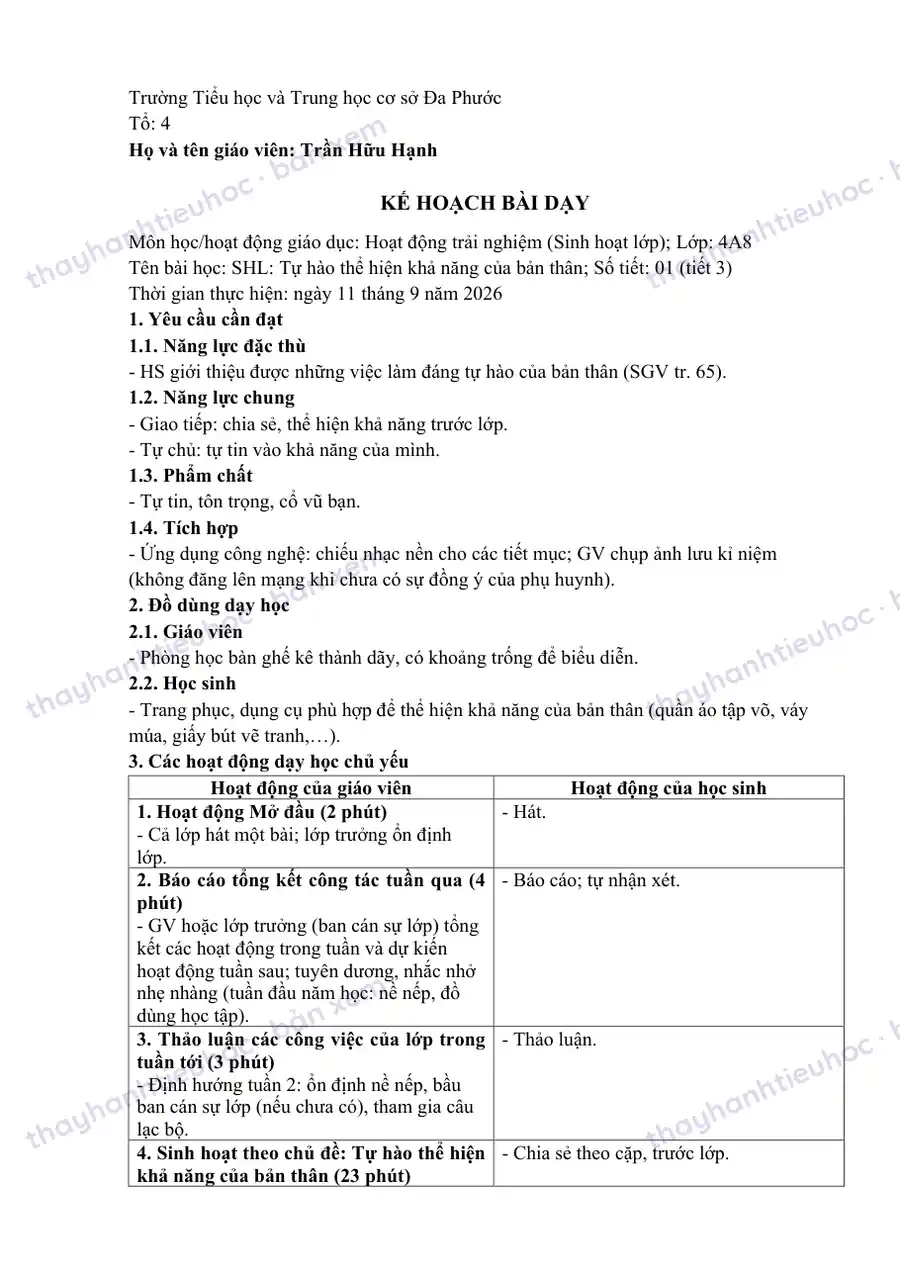 Trường Tiểu học và Trung học cơ sở Đa Phước
Tổ: 4
Họ và tên giáo viên: Trần Hữu Hạnh
KẾ HOẠCH BÀI DẠY
Môn học/hoạt động giáo dục: Hoạt động trải nghiệm (Sinh hoạt lớp); Lớp: 4A8
Tên bài học: SHL: Tự hào thể hiện khả năng của bản thân; Số tiết: 01 (tiết 3)
Thời gian thực hiện: ngày 11 tháng 9 năm 2026
1. Yêu cầu cần đạt
1.1. Năng lực đặc thù
- HS giới thiệu được những việc làm đáng tự hào của bản thân (SGV tr. 65).
1.2. Năng lực chung
- Giao tiếp: chia sẻ, thể hiện khả năng trước lớp.
- Tự chủ: tự tin vào khả năng của mình.
1.3. Phẩm chất
- Tự tin, tôn trọng, cổ vũ bạn.
1.4. Tích hợp
- Ứng dụng công nghệ: chiếu nhạc nền cho các tiết mục; GV chụp ảnh lưu kỉ niệm
(không đăng lên mạng khi chưa có sự đồng ý của phụ huynh).
2. Đồ dùng dạy học
2.1. Giáo viên
- Phòng học bàn ghế kê thành dãy, có khoảng trống để biểu diễn.
2.2. Học sinh
- Trang phục, dụng cụ phù hợp để thể hiện khả năng của bản thân (quần áo tập võ, váy
múa, giấy bút vẽ tranh,…).
3. Các hoạt động dạy học chủ yếu
Hoạt động của giáo viên
Hoạt động của học sinh
1. Hoạt động Mở đầu (2 phút)
- Cả lớp hát một bài; lớp trưởng ổn định
lớp.
- Hát.
2. Báo cáo tổng kết công tác tuần qua (4
phút)
- GV hoặc lớp trưởng (ban cán sự lớp) tổng
kết các hoạt động trong tuần và dự kiến
hoạt động tuần sau; tuyên dương, nhắc nhở
nhẹ nhàng (tuần đầu năm học: nề nếp, đồ
dùng học tập).
- Báo cáo; tự nhận xét.
3. Thảo luận các công việc của lớp trong
tuần tới (3 phút)
- Định hướng tuần 2: ổn định nề nếp, bầu
ban cán sự lớp (nếu chưa có), tham gia câu
lạc bộ.
- Thảo luận.
4. Sinh hoạt theo chủ đề: Tự hào thể hiện
khả năng của bản thân (23 phút)
- Chia sẻ theo cặp, trước lớp.
thayhanhtieuhoc · bản xem
thayhanhtieuhoc · b
thayhanhtieuhoc · bản xem
thayhanhtieuhoc · b
thayhanhtieuhoc · bản xem
thayhanhtieuhoc · b